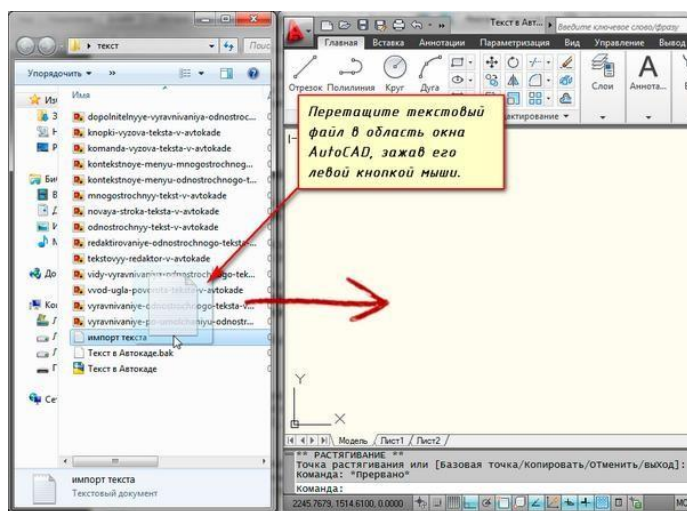 текст
Упорядочить
Имя
dopolnitelnyye-vyravnivaniya-odnostroc...
knopki-vyzova-teksta-v-avtokade
komanda-vyzova-teksta-v-avtokade
kontekstnoye-menyu-mnogostrochnog...
kontekstnoye-menyu-odnostrochnogo-t...
mnogostrochnyy-tekst-v-avtokade
novaya-stroka-teksta-v-avtokade
odnostrochnyy-tekst-v-avtokade
redaktirovaniye-odnostrochnogo-teksta-...
tekstovyy-redaktor-v-avtokade
vidy-vyravnivaniya-odnostrochnogo-tek...
vvod-ugla-povorota-teksta-v-avtokade
vyravnivaniye-odnostrochnogo-teksta-v...
vyravnivaniye-po-umolchaniyu-odnostr...
импорт текста
Текст в Автокаде.bak
Текст в Автокаде
импорт текста
Текстовый документ
Текст в Авт...
Введите ключевое слово/фразу
Главная Вставка Аннотации Параметризация Вид Управление Вывод
Отрезок Полилиния Круг Дуга
Слои Аннота...
Перетащите текстовый
файл в область окна
AutoCAD, зажав его
левой кнопкой мыши.
Y
X
Модель Лист1 Лист2
** РАСТЯГИВАНИЕ **
Точка растягивания или [Базовая точка/Копировать/Отменить/выХод]:
Команда: *Прервано*
Команда:
2245.7679, 1514.6100, 0.0000